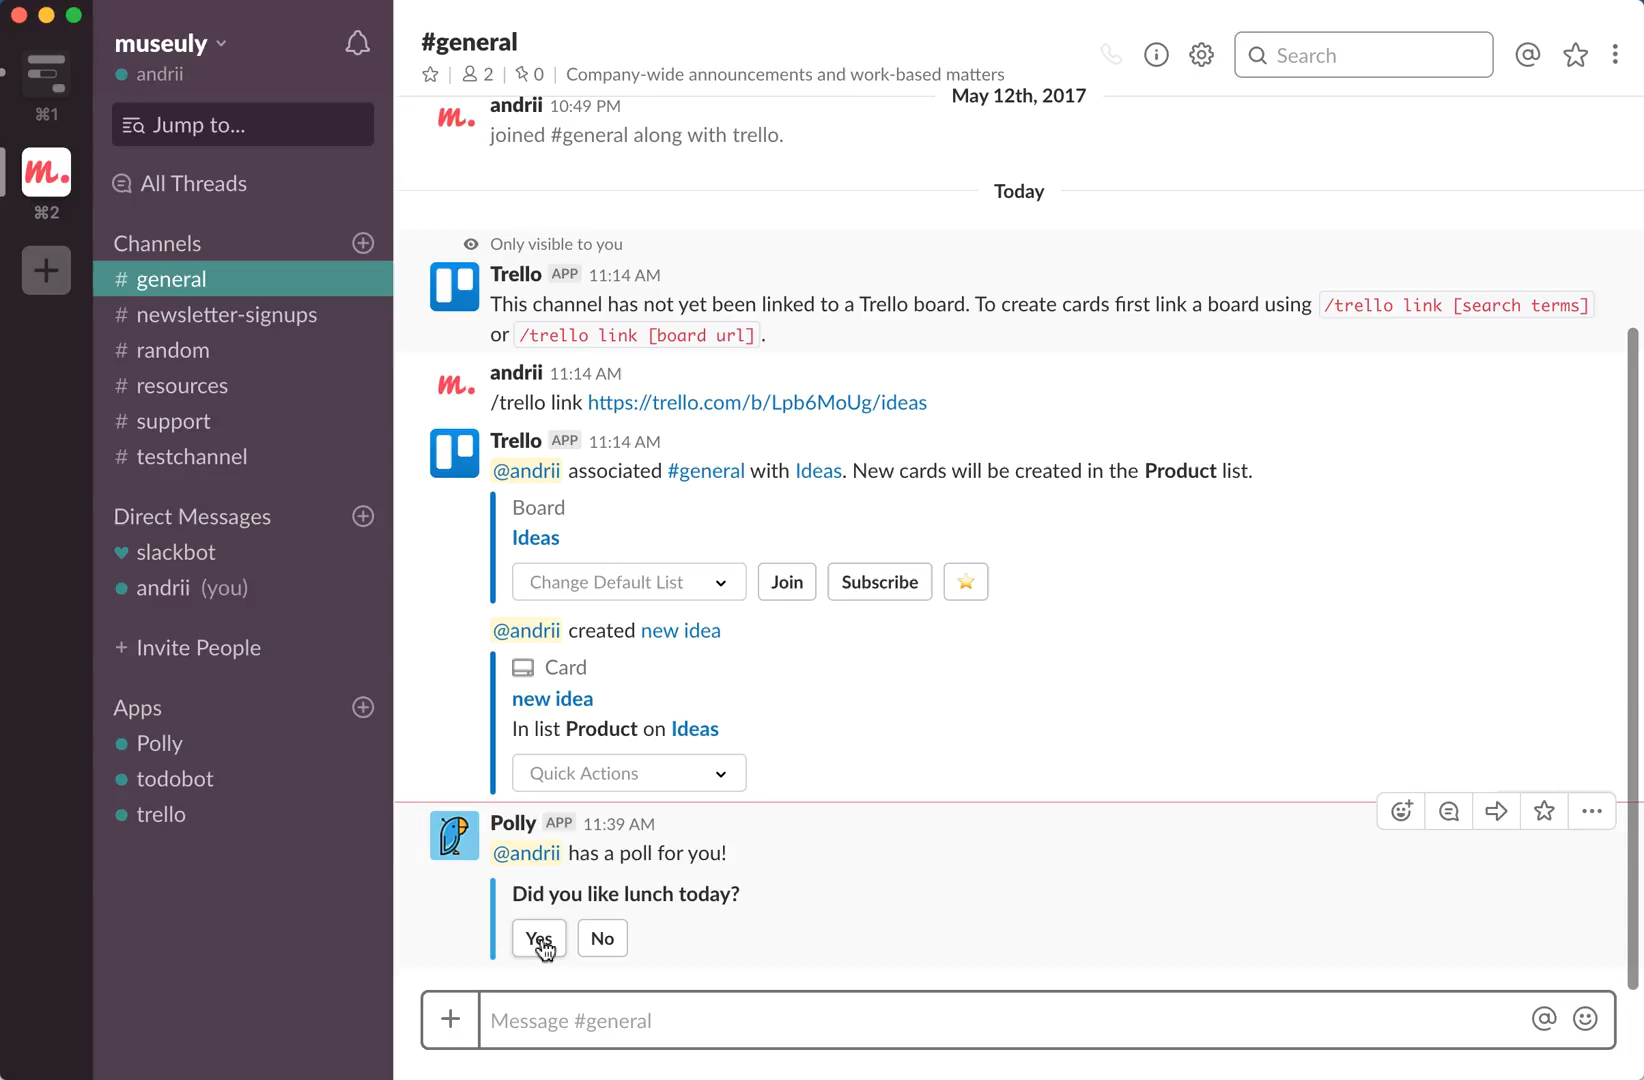 ⌘1
m.
⌘2
museuly
andrii
Jump to...
All Threads
Channels
# general
# newsletter-signups
# random
# resources
# support
# testchannel
Direct Messages
slackbot
andrii (you)
+ Invite People
Apps
Polly
todobot
trello
#general
2 | 0 | Company-wide announcements and work-based matters
Search
May 12th, 2017
m.
andrii 10:49 PM
joined #general along with trello.
Today
Only visible to you
Trello APP 11:14 AM
This channel has not yet been linked to a Trello board. To create cards first link a board using /trello link [search terms]
or /trello link [board url].
m.
andrii 11:14 AM
/trello link https://trello.com/b/Lpb6MoUg/ideas
Trello APP 11:14 AM
@andrii associated #general with Ideas. New cards will be created in the Product list.
Board
Ideas
Change Default List Join Subscribe
@andrii created new idea
Card
new idea
In list Product on Ideas
Quick Actions
Polly APP 11:39 AM
@andrii has a poll for you!
Did you like lunch today?
Yes No
+ Message #general @